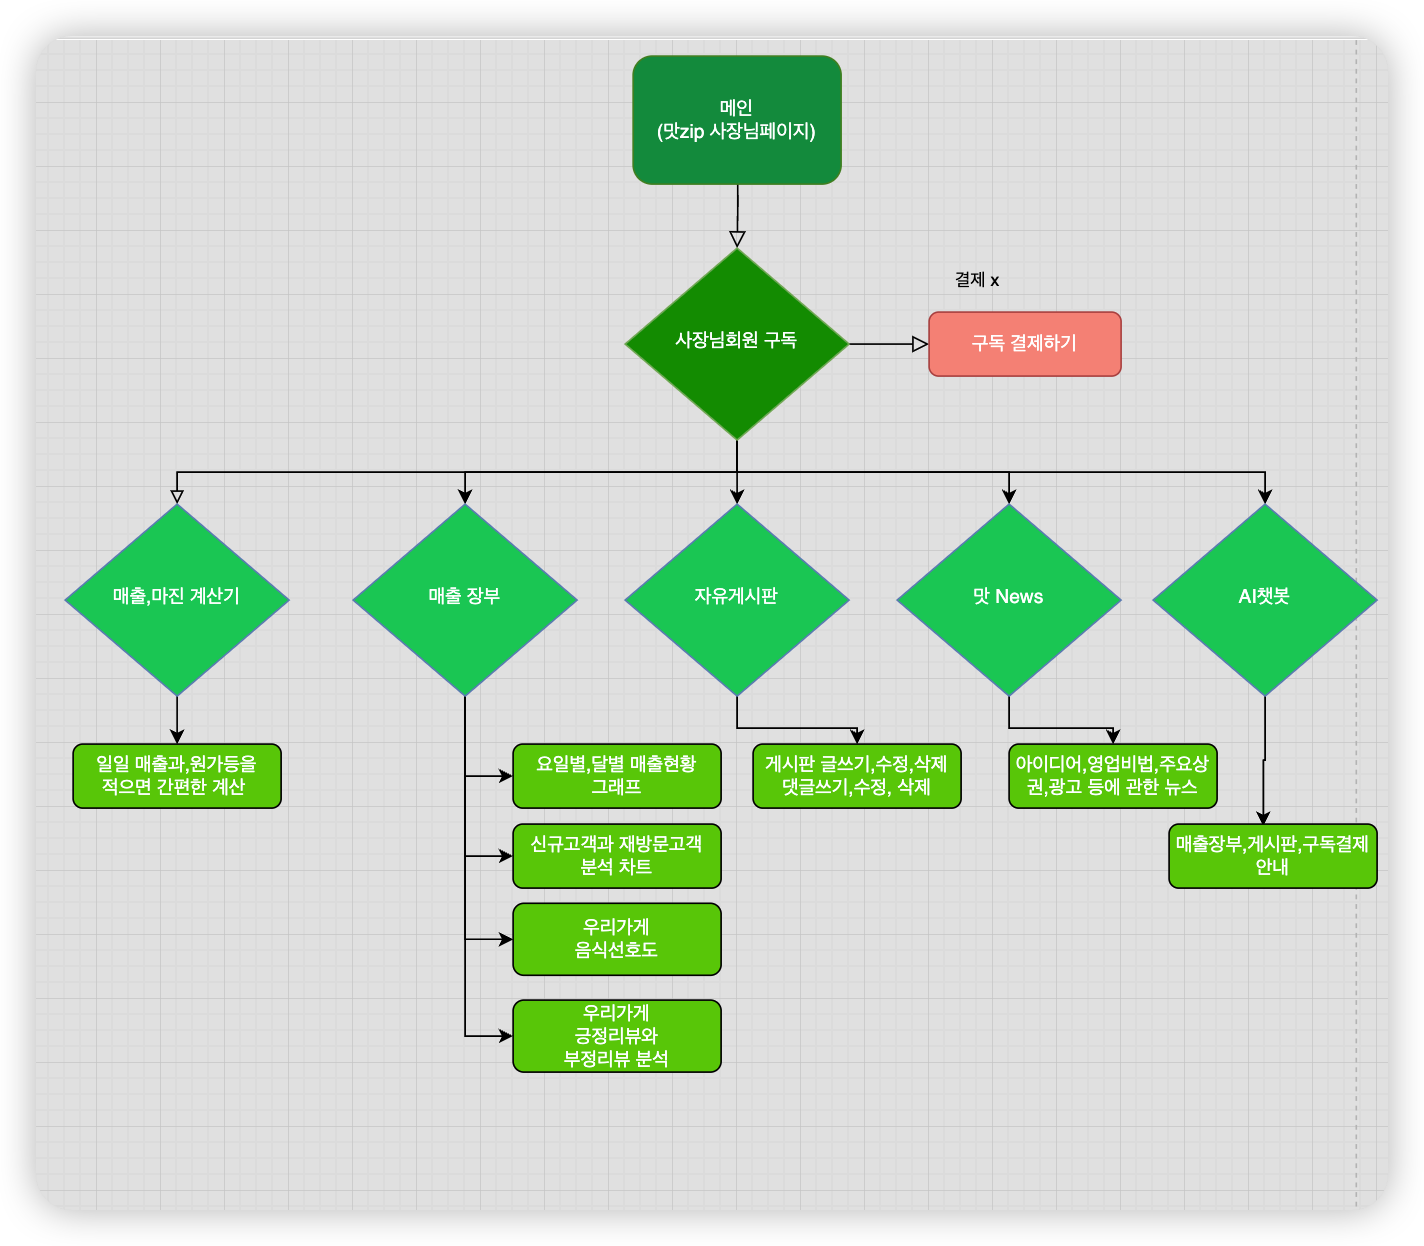 메인
(맛zip 사장님페이지)
결제 x
사장님회원 구독
구독 결제하기
매출,마진 계산기
매출 장부
자유게시판
맛 News
AI챗봇
일일 매출과,원가등을
적으면 간편한 계산
요일별,달별 매출현황
그래프
게시판 글쓰기,수정,삭제
댓글쓰기,수정, 삭제
아이디어,영업비법,주요상
권,광고 등에 관한 뉴스
신규고객과 재방문고객
분석 차트
매출장부,게시판,구독결제
안내
우리가게
음식선호도
우리가게
긍정리뷰와
부정리뷰 분석